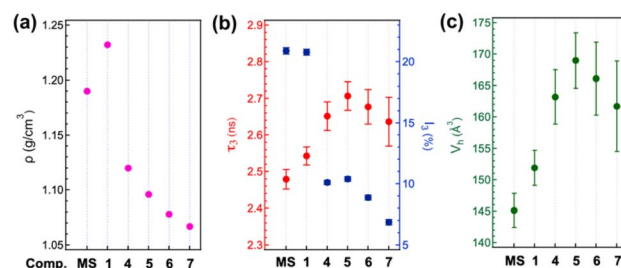 (a)
ρ (g/cm³)
1.25
1.20
1.15
1.10
1.05
Comp. MS 1 4 5 6 7
(b)
τ₃ (ns)
2.9
2.8
2.7
2.6
2.5
2.4
2.3
I₃ (%)
20
15
10
5
MS 1 4 5 6 7
(c)
Vₕ (Å³)
175
170
165
160
155
150
145
140
MS 1 4 5 6 7